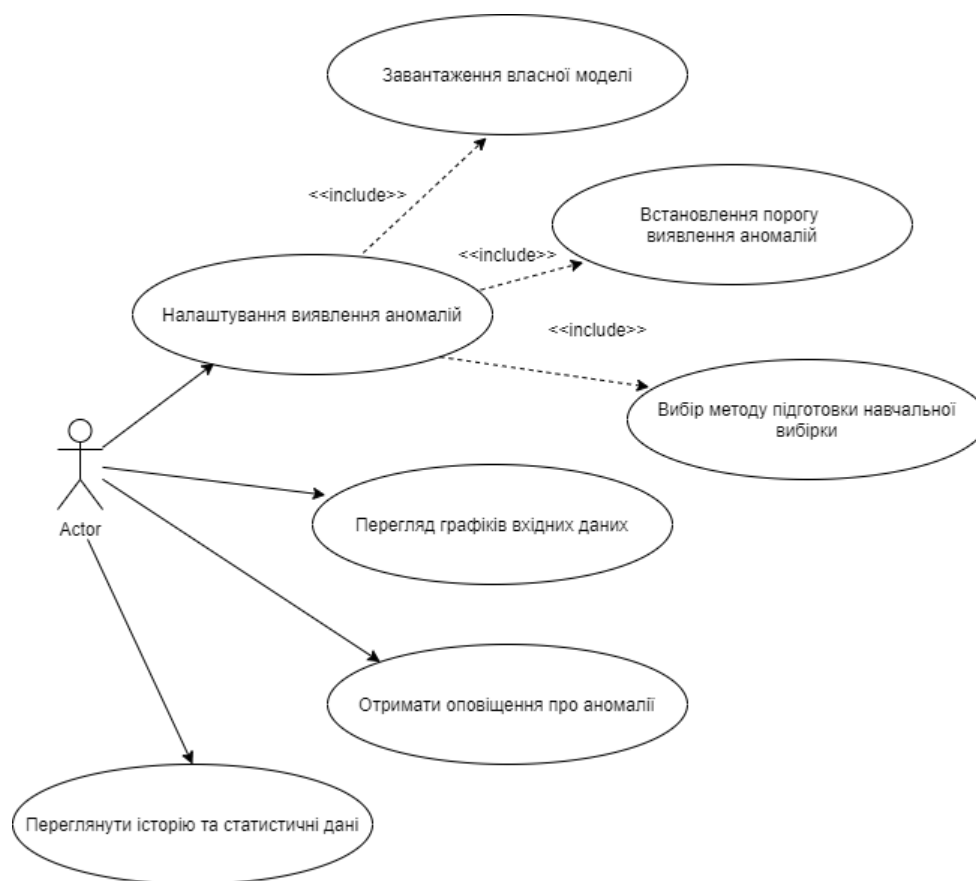 Завантаження власної моделі
<<include>>
Встановлення порогу
виявлення аномалій
<<include>>
Налаштування виявлення аномалій
<<include>>
Вибір методу підготовки навчальної
вибірки
Перегляд графіків вхідних даних
Actor
Отримати оповіщення про аномалії
Переглянути історію та статистичні дані